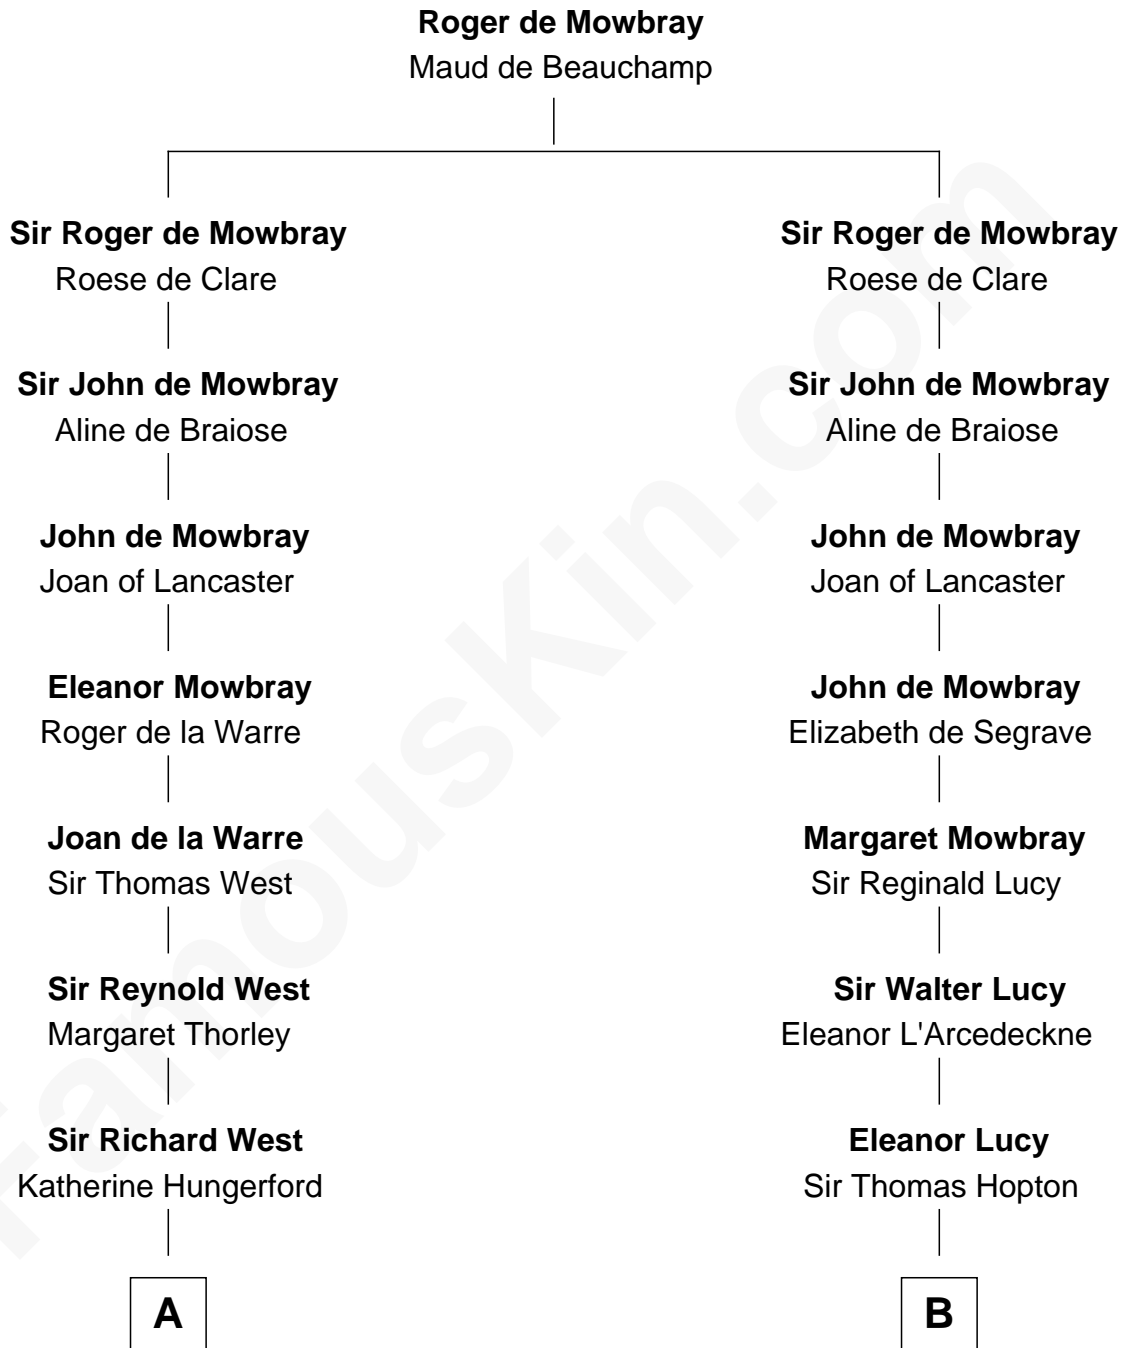 Roger de Mowbray
Maud de Beauchamp
Sir Roger de Mowbray
Roese de Clare
Sir John de Mowbray
Aline de Braiose
John de Mowbray
Joan of Lancaster
Eleanor Mowbray
Roger de la Warre
Joan de la Warre
Sir Thomas West
Sir Reynold West
Margaret Thorley
Sir Richard West
Katherine Hungerford
A
Sir Roger de Mowbray
Roese de Clare
Sir John de Mowbray
Aline de Braiose
John de Mowbray
Joan of Lancaster
John de Mowbray
Elizabeth de Segrave
Margaret Mowbray
Sir Reginald Lucy
Sir Walter Lucy
Eleanor L'Arcedeckne
Eleanor Lucy
Sir Thomas Hopton
B
FamousKin.com